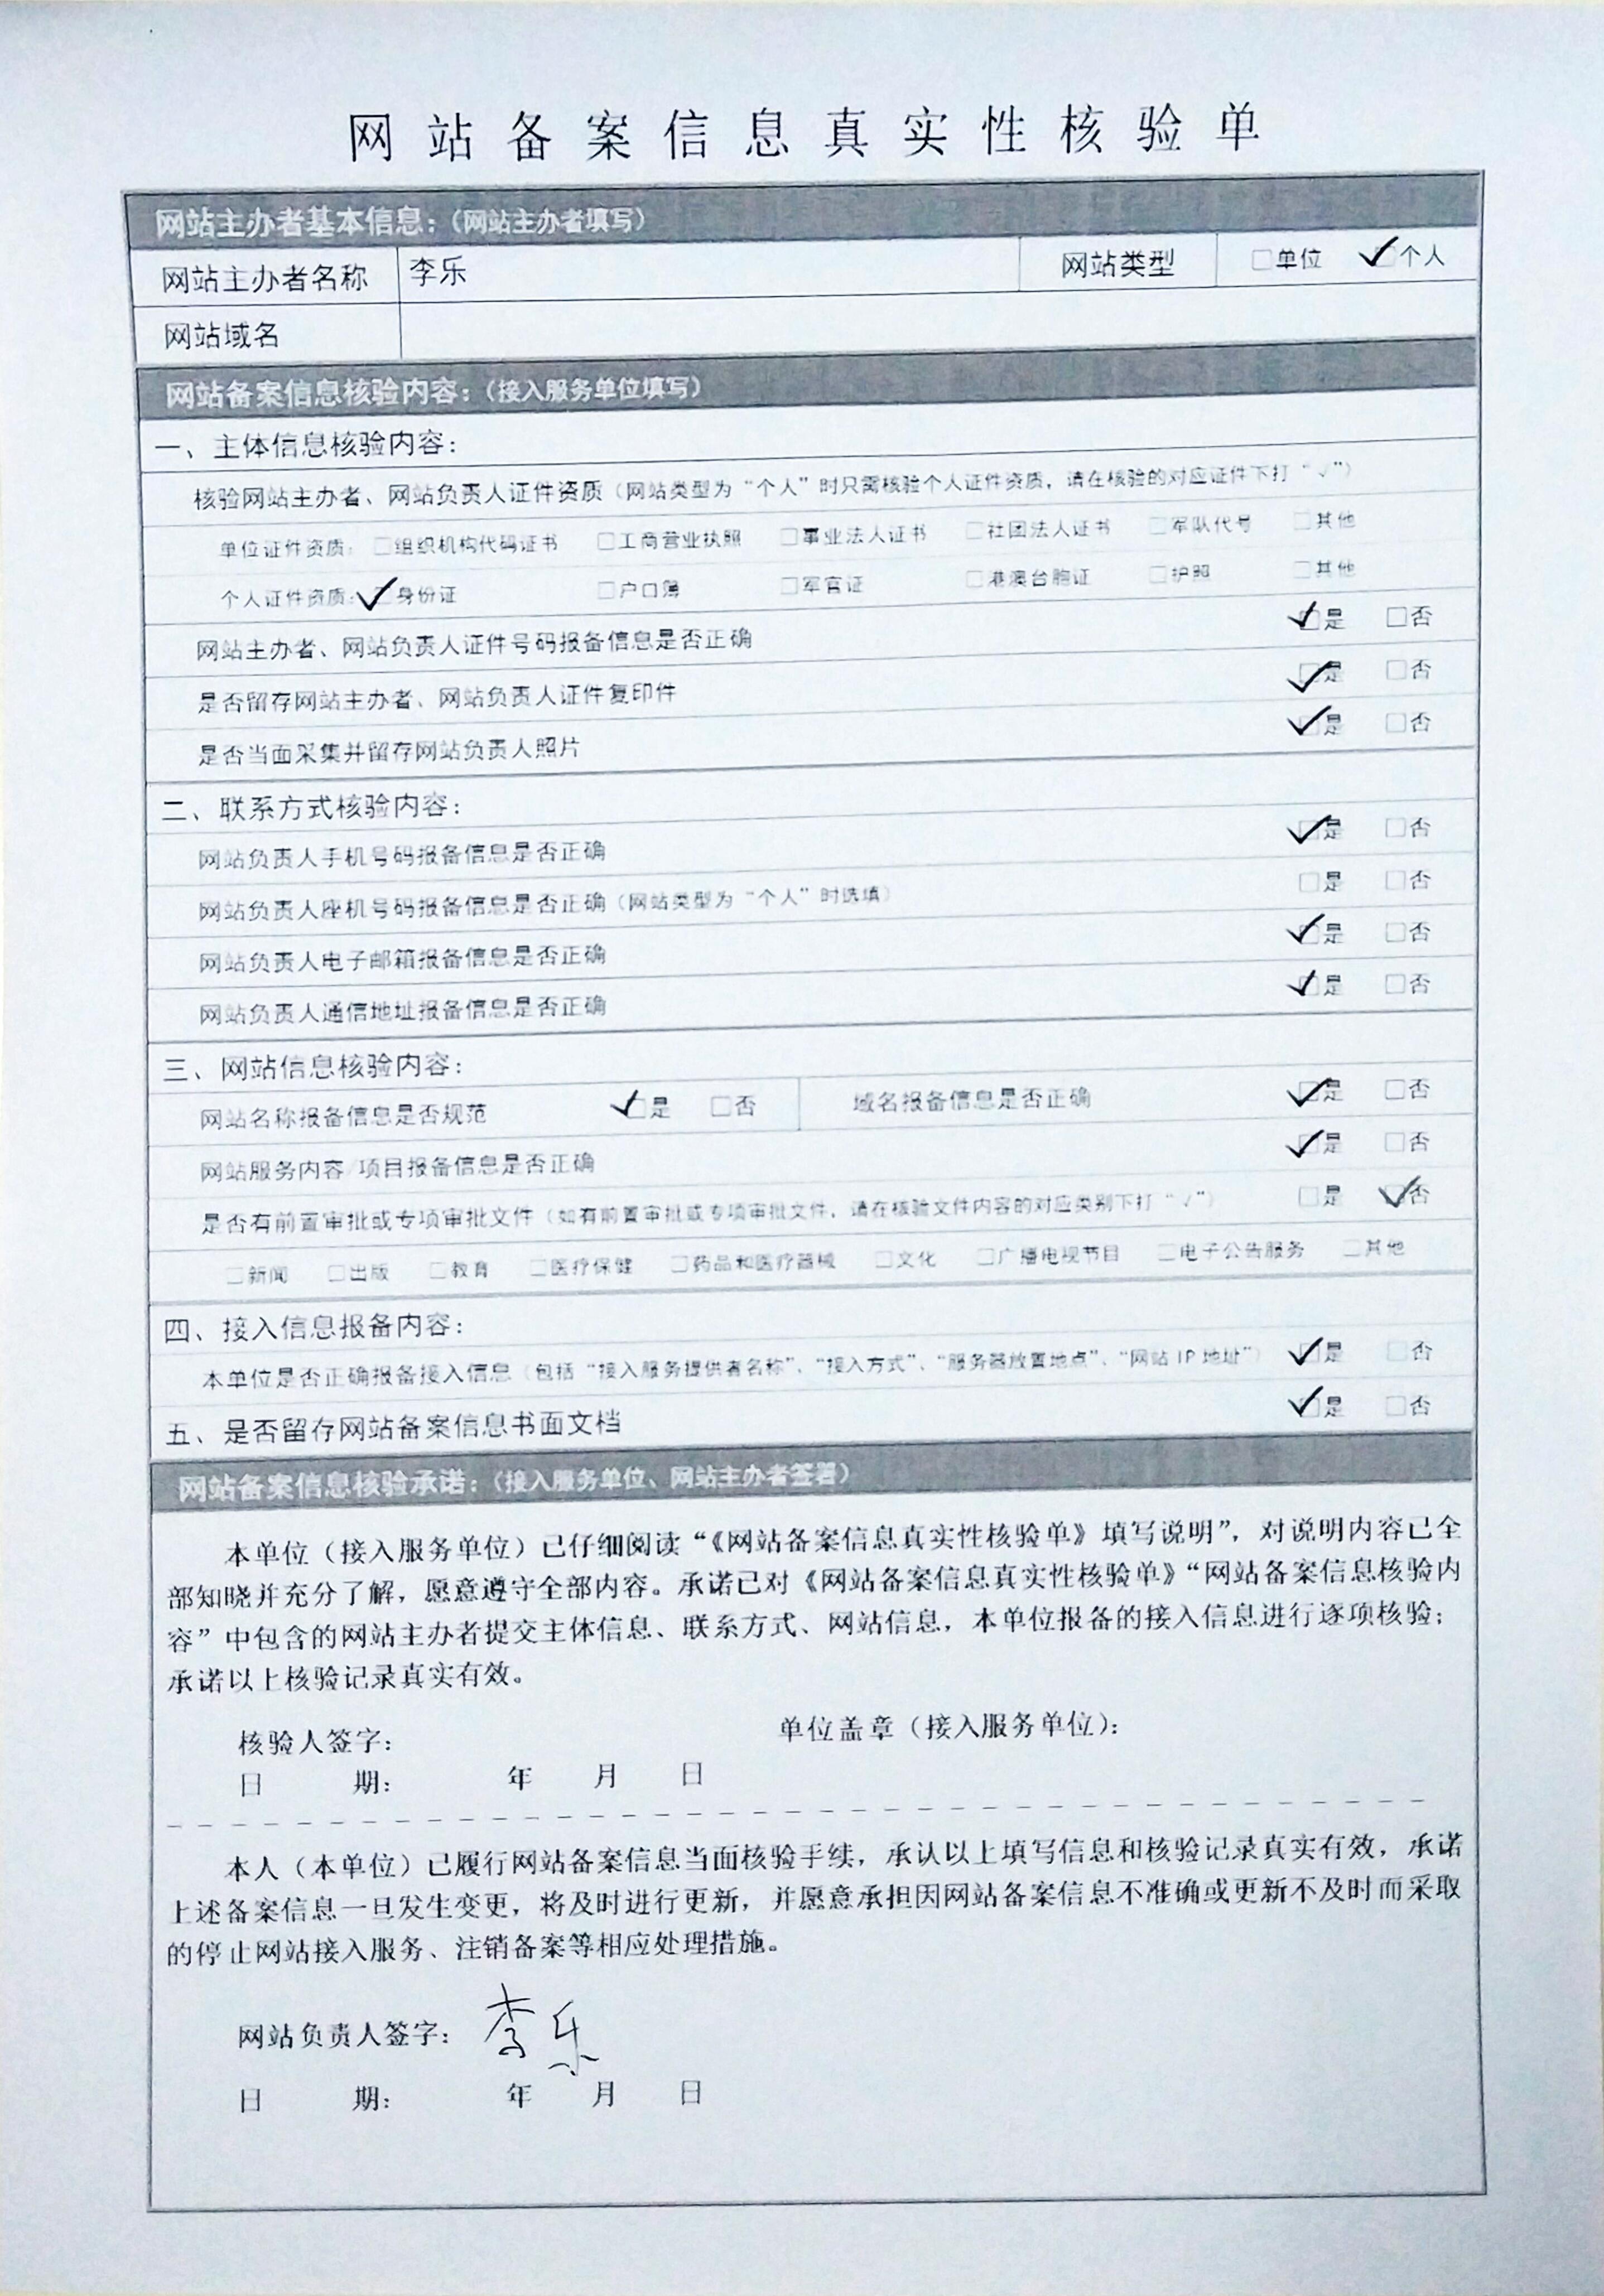 网站备案信息真实性核验单
网站主办者基本信息：（网站主办者填写）
网站主办者名称 李乐 网站类型 □单位 ☑个人
网站域名
网站备案信息核验内容：（接入服务单位填写）
一、主体信息核验内容：
核验网站主办者、网站负责人证件资质（网站类型为“个人”时只需核验个人证件资质，请在核验的对应证件下打“√”）
单位证件资质：□组织机构代码证书 □工商营业执照 □事业法人证书 □社团法人证书 □军队代号 □其他
个人证件资质：☑身份证 □户口簿 □军官证 □港澳台胞证 □护照 □其他
网站主办者、网站负责人证件号码报备信息是否正确 ☑是 □否
是否留存网站主办者、网站负责人证件复印件 ☑是 □否
是否当面采集并留存网站负责人照片 ☑是 □否
二、联系方式核验内容：
网站负责人手机号码报备信息是否正确 ☑是 □否
网站负责人座机号码报备信息是否正确（网站类型为“个人”时选填） □是 □否
网站负责人电子邮箱报备信息是否正确 ☑是 □否
网站负责人通信地址报备信息是否正确 ☑是 □否
三、网站信息核验内容：
网站名称报备信息是否规范 ☑是 □否 域名报备信息是否正确 ☑是 □否
网站服务内容/项目报备信息是否正确 ☑是 □否
是否有前置审批或专项审批文件（如有前置审批或专项审批文件，请在核验文件内容的对应类别下打“√”） □是 ☑否
□新闻 □出版 □教育 □医疗保健 □药品和医疗器械 □文化 □广播电视节目 □电子公告服务 □其他
四、接入信息报备内容：
本单位是否正确报备接入信息（包括“接入服务提供者名称”、“接入方式”、“服务器放置地点”、“网站 IP 地址”） ☑是 □否
五、是否留存网站备案信息书面文档 ☑是 □否
网站备案信息核验承诺：（接入服务单位、网站主办者签署）
本单位（接入服务单位）已仔细阅读“《网站备案信息真实性核验单》填写说明”，对说明内容已全
部知晓并充分了解，愿意遵守全部内容。承诺已对《网站备案信息真实性核验单》“网站备案信息核验内
容”中包含的网站主办者提交主体信息、联系方式、网站信息，本单位报备的接入信息进行逐项核验；
承诺以上核验记录真实有效。
核验人签字： 单位盖章（接入服务单位）：
日 期： 年 月 日
本人（本单位）已履行网站备案信息当面核验手续，承认以上填写信息和核验记录真实有效，承诺
上述备案信息一旦发生变更，将及时进行更新，并愿意承担因网站备案信息不准确或更新不及时而采取
的停止网站接入服务、注销备案等相应处理措施。
网站负责人签字： 李乐
日 期： 年 月 日